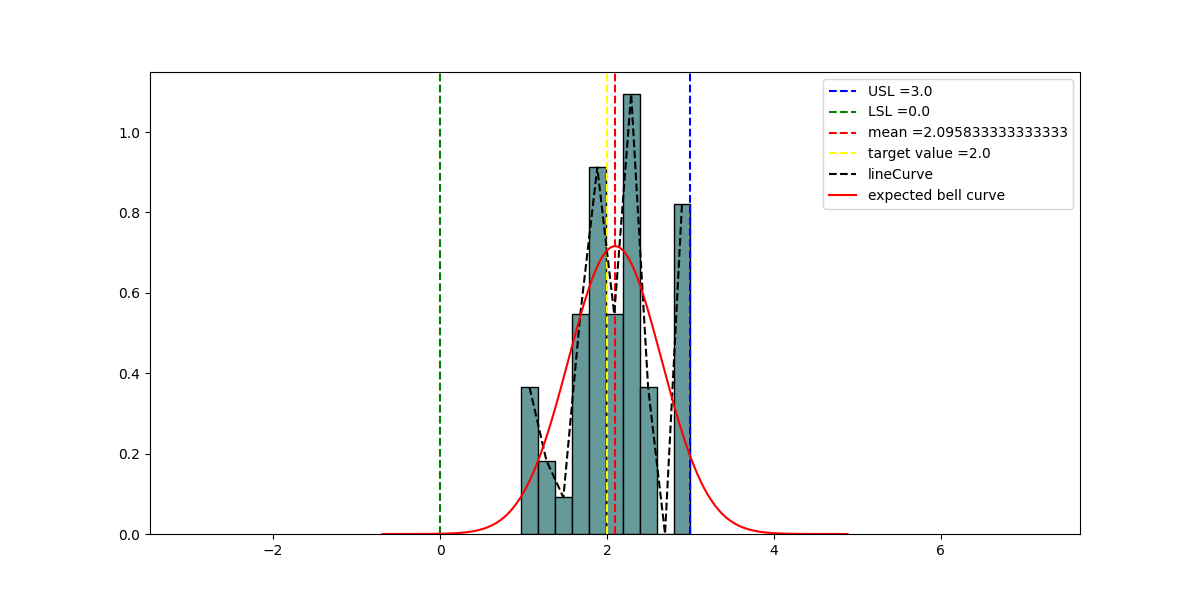 USL =3.0
LSL =0.0
mean =2.095833333333333
target value =2.0
lineCurve
expected bell curve
1.0
0.8
0.6
0.4
0.2
0.0
−2
0
2
4
6